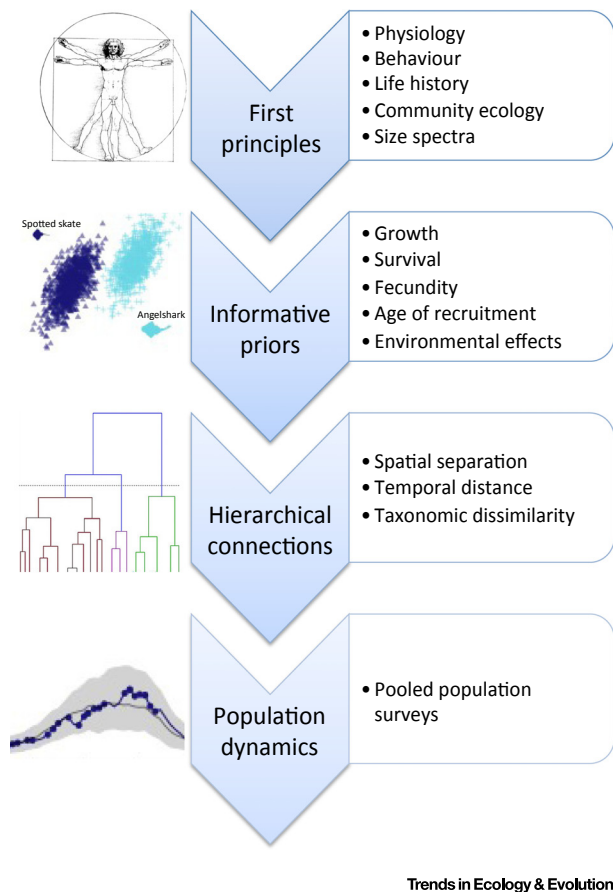 First
principles
• Physiology
• Behaviour
• Life history
• Community ecology
• Size spectra
Spotted skate
Angelshark
Informative
priors
• Growth
• Survival
• Fecundity
• Age of recruitment
• Environmental effects
Hierarchical
connections
• Spatial separation
• Temporal distance
• Taxonomic dissimilarity
Population
dynamics
• Pooled population
surveys
Trends in Ecology & Evolution